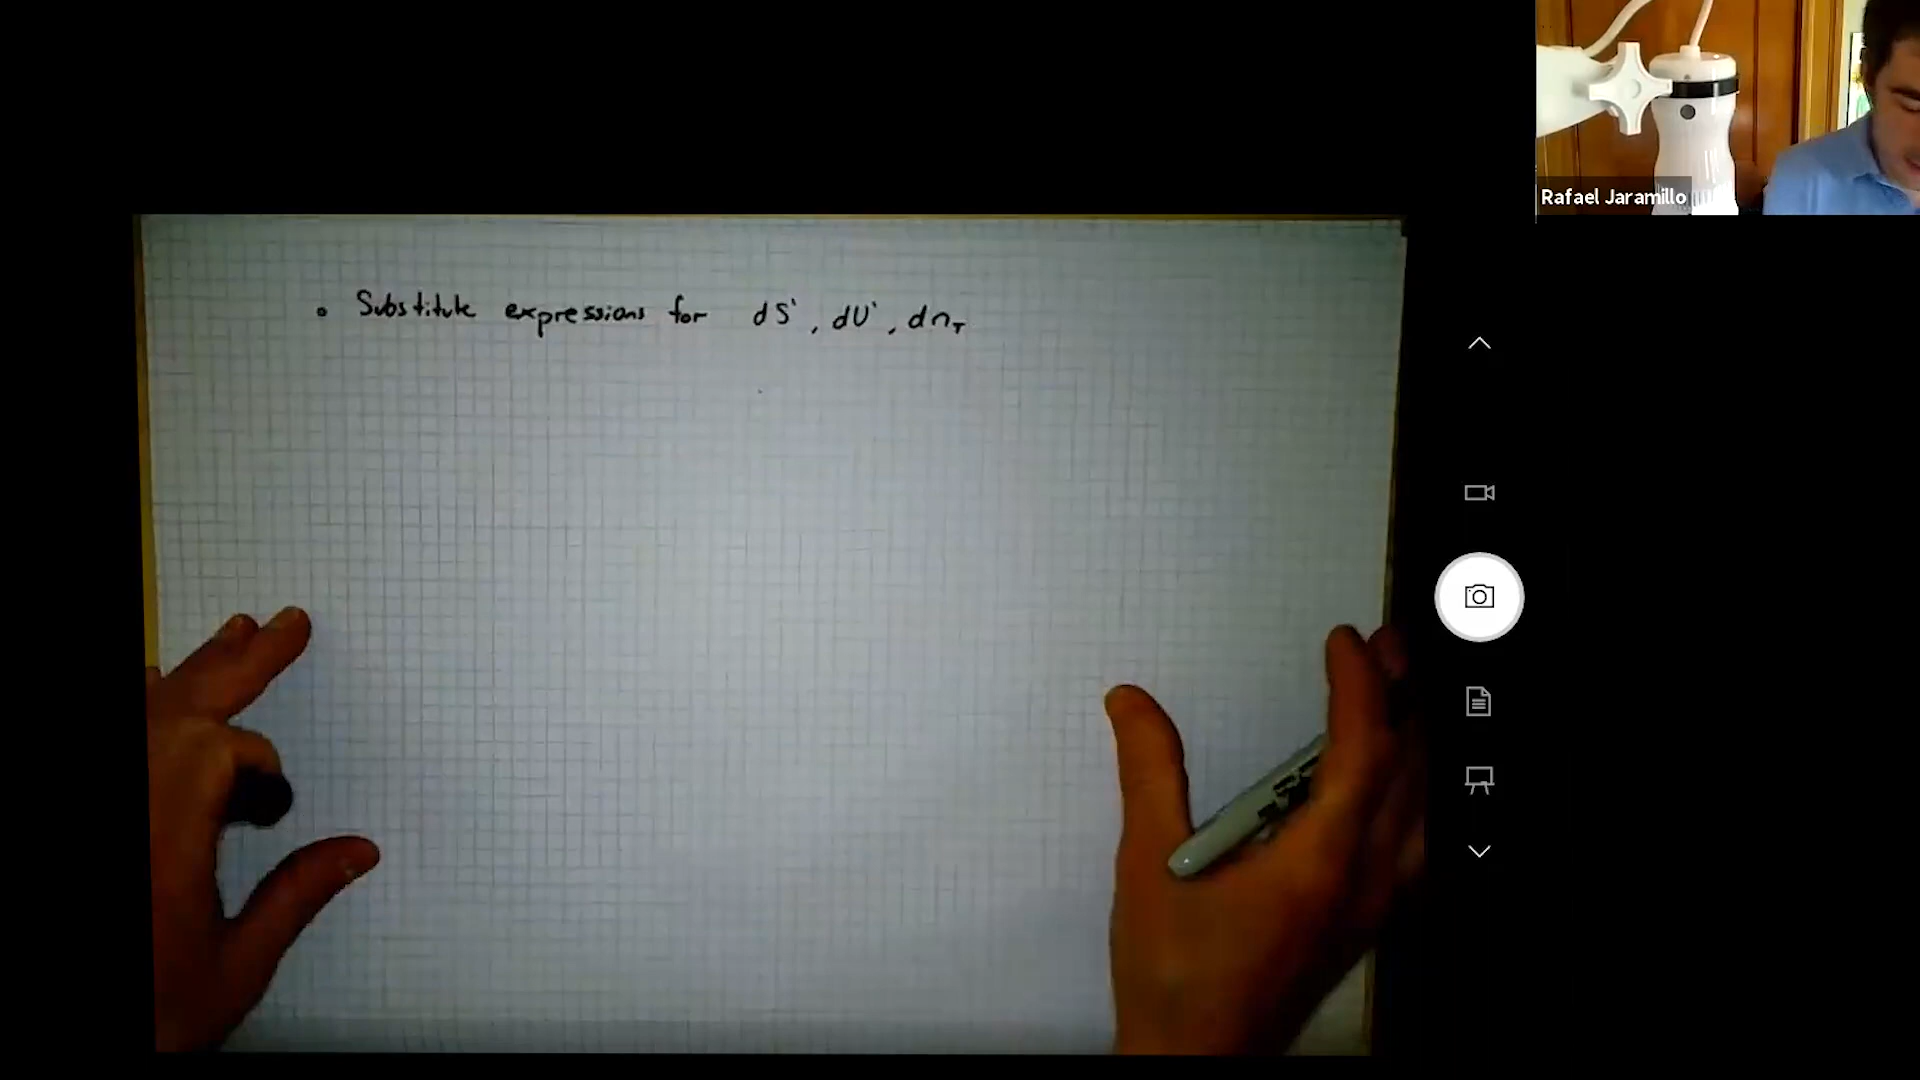 Rafael Jaramillo
• Substitute expressions for dS', dU', dn_T